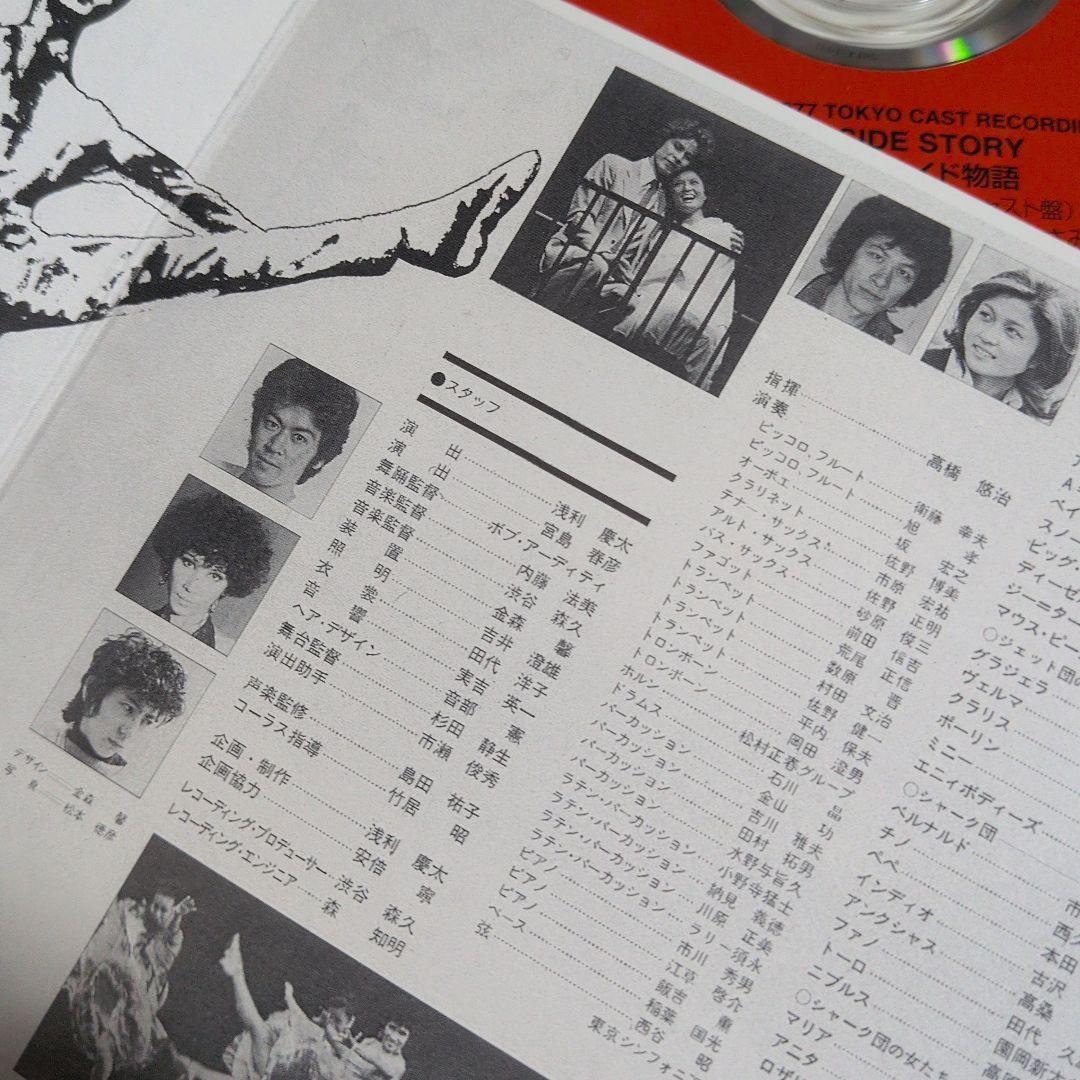 77 TOKYO CAST RECORDI
SIDE STORY
イド物語
スト盤)
●スタッフ
演出……浅利慶太
演出……宮島春彦
舞踊監督……ボブ・アーティティ
音楽監督……内藤法美
音楽監督……渋谷森久
装置……金森馨
照明……吉井澄雄
衣裳……田代洋子
音響……実吉英一
ヘア・デザイン……音部憲
舞台監督……杉田静生
演出助手……市瀬俊秀
声楽監修……島田祐子
コーラス指導……竹居昭
企画・制作……浅利慶太
企画協力……安倍寧
レコーディング・プロデューサー…渋谷森久
レコーディング・エンジニア……森知明
デザイン——金森馨
写真——松本徳彦
指揮……高橋悠治
演奏
ピッコロ、フルート……衛藤幸夫
ピッコロ、フルート……旭孝
オーボエ……坂宏之
クラリネット……佐野博美
テナー・サックス……市原宏祐
アルト・サックス……佐野正明
バス・サックス……砂原俊三
ファゴット……前田信吉
トランペット……荒尾正信
トランペット……数原晋
トランペット……村田文治
トランペット……佐野健一
トロンボーン……平内保夫
トロンボーン……岡田澄男
ホルン……松村正春グループ
ドラムス……石川晶
パーカッション……金山功
パーカッション……吉川雅夫
パーカッション……田村拓男
パーカッション……水野与旨久
ラテン・パーカッション……小野寺猛士
ラテン・パーカッション……納見義徳
ラテン・パーカッション……川原正美
ラリー須永
ピアノ……市川秀男
ピアノ……江草啓介
飯吉馨
ベース……稲葉国光
西谷昭
弦……東京シンフォニ
ア
Aラ
ベイ
スノー
ビッグ・
ディーゼ
ジーニター
マウス・ピー
○ジェット団の
グラジェラ
ヴェルマ
クラリス
ポーリン
ミニー
エニイボディーズ
○シャーク団
ベルナルド
チノ……市
ペペ……西
インディオ……本田
アンクシャス……古沢
ファノ……高桑
トーロ……田代久
ニブルス……園岡新太
○シャーク団の女たち
マリア
アニタ
ロザ